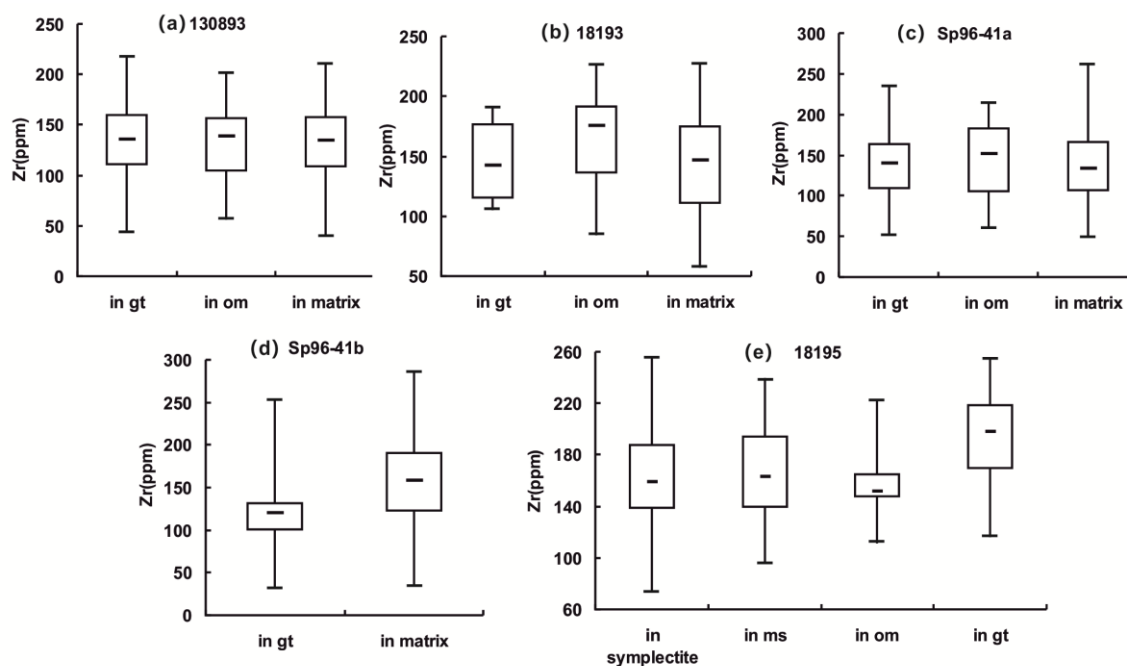 (a) 130893
Zr(ppm)
250
200
150
100
50
0
in gt in om in matrix
(b) 18193
Zr(ppm)
250
200
150
100
50
in gt in om in matrix
(c) Sp96-41a
Zr(ppm)
300
250
200
150
100
50
0
in gt in om in matrix
(d) Sp96-41b
Zr(ppm)
300
250
200
150
100
50
0
in gt in matrix
(e) 18195
Zr(ppm)
260
220
180
140
100
60
in in ms in om in gt
symplectite